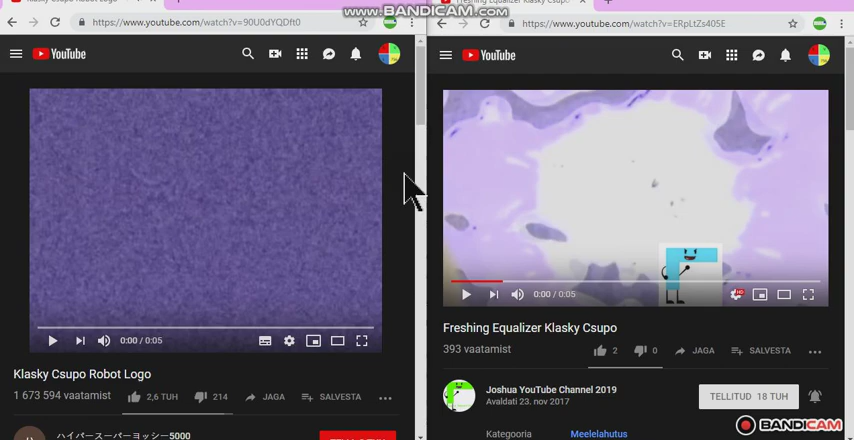 www.BANDICAM.com
Klasky Csupo Robot Logo
Freshing Equalizer Klasky Csupo
https://www.youtube.com/watch?v=90U0dYQDft0
https://www.youtube.com/watch?v=ERpLtZs405E
YouTube
YouTube
0:00 / 0:05
0:00 / 0:05
HD
Klasky Csupo Robot Logo
1 673 594 vaatamist
2,6 TUH
214
JAGA
SALVESTA
ハイパースーパーヨッシー5000
Freshing Equalizer Klasky Csupo
393 vaatamist
2
0
JAGA
SALVESTA
Joshua YouTube Channel 2019
Avaldati 23. nov 2017
TELLITUD 18 TUH
Kategooria
Meelelahutus
BANDICAM